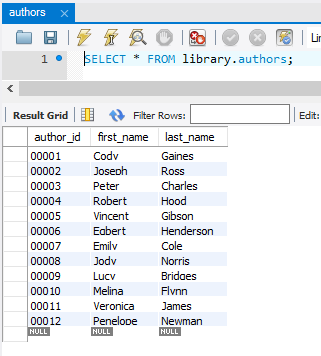 authors
1 SELECT * FROM library.authors;
Result Grid Filter Rows: Edit:
author_id first_name last_name
00001 Cody Gaines
00002 Joseph Ross
00003 Peter Charles
00004 Robert Hood
00005 Vincent Gibson
00006 Egbert Henderson
00007 Emily Cole
00008 Jody Norris
00009 Lucy Bridges
00010 Melina Flynn
00011 Veronica James
00012 Penelope Newman
NULL NULL NULL